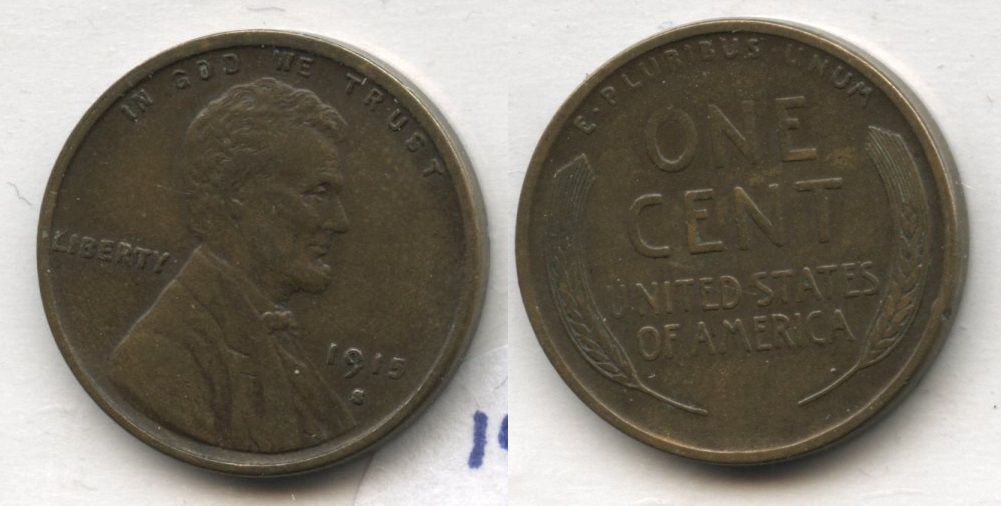 IN GOD WE TRUST
LIBERTY
1915
S
E·PLURIBUS·UNUM
ONE
CENT
UNITED·STATES
OF AMERICA